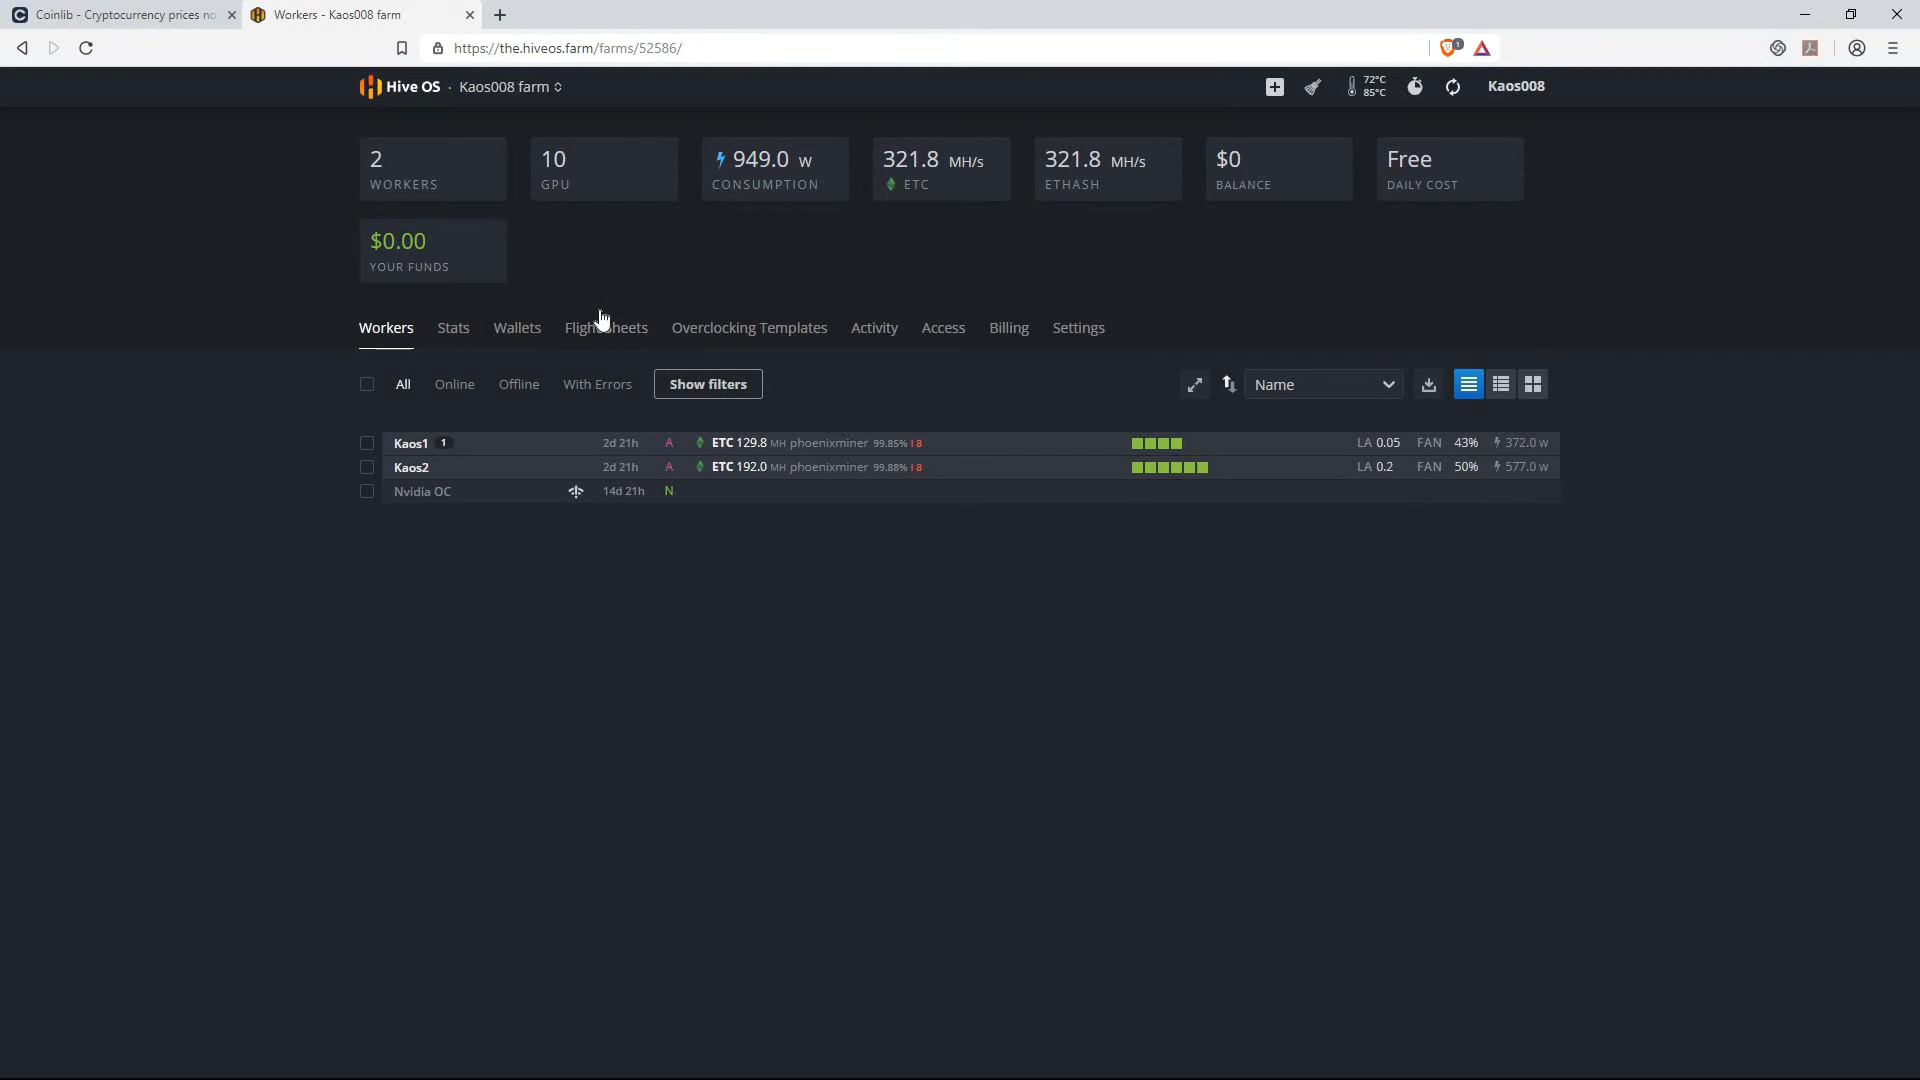 Coinlib - Cryptocurrency prices no
Workers - Kaos008 farm
https://the.hiveos.farm/farms/52586/
1
Hive OS · Kaos008 farm
72°C
85°C
Kaos008
2
WORKERS
10
GPU
949.0 W
CONSUMPTION
321.8 MH/s
ETC
321.8 MH/s
ETHASH
$0
BALANCE
Free
DAILY COST
$0.00
YOUR FUNDS
Workers Stats Wallets Flight Sheets Overclocking Templates Activity Access Billing Settings
All Online Offline With Errors Show filters Name
Kaos1 1 2d 21h A ETC 129.8 MH phoenixminer 99.85% I 8 LA 0.05 FAN 43% 372.0 w
Kaos2 2d 21h A ETC 192.0 MH phoenixminer 99.88% I 8 LA 0.2 FAN 50% 577.0 w
Nvidia OC 14d 21h N